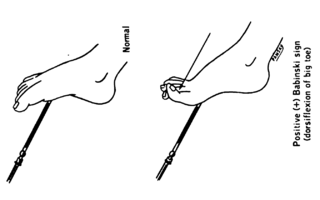 Normal
Positive (+) Babinski sign
(dorsiflexion of big toe)